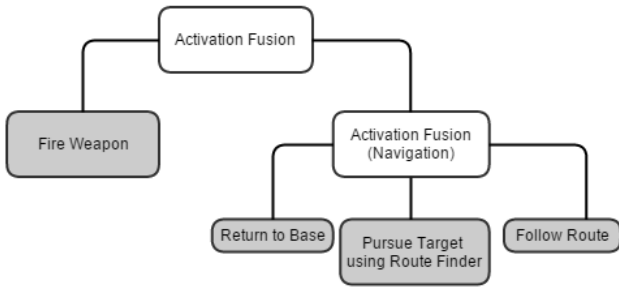 Activation Fusion
Fire Weapon
Activation Fusion
(Navigation)
Return to Base
Pursue Target
using Route Finder
Follow Route